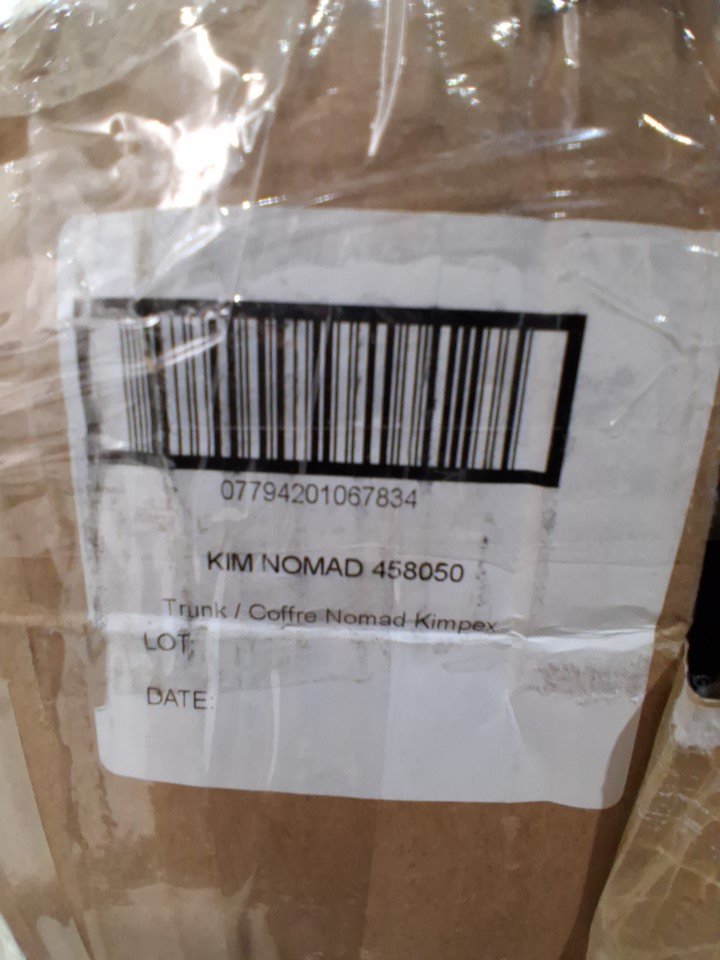 07794201067834
KIM NOMAD 458050
Trunk / Coffre Nomad Kimpex
LOT:
DATE: